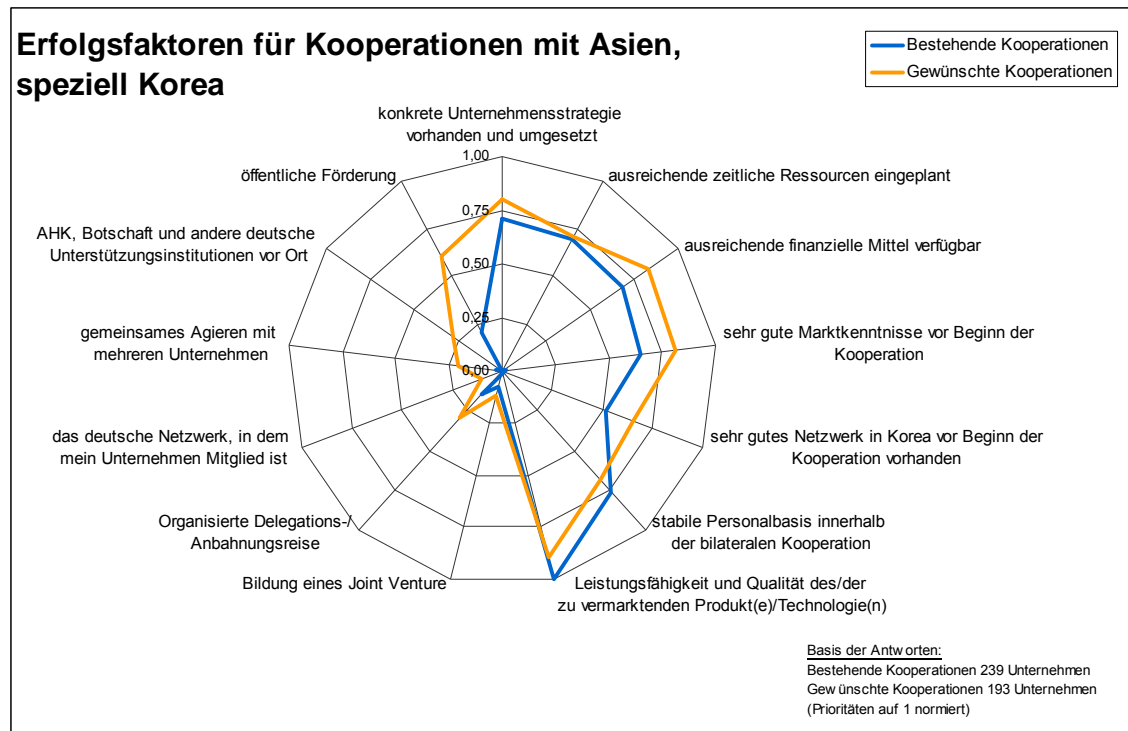 Erfolgsfaktoren für Kooperationen mit Asien,
speziell Korea
Bestehende Kooperationen
Gewünschte Kooperationen
konkrete Unternehmensstrategie
vorhanden und umgesetzt
1,00
0,75
0,50
0,25
0,00
ausreichende zeitliche Ressourcen eingeplant
ausreichende finanzielle Mittel verfügbar
sehr gute Marktkenntnisse vor Beginn der
Kooperation
sehr gutes Netzwerk in Korea vor Beginn der
Kooperation vorhanden
stabile Personalbasis innerhalb
der bilateralen Kooperation
Leistungsfähigkeit und Qualität des/der
zu vermarktenden Produkt(e)/Technologie(n)
Bildung eines Joint Venture
Organisierte Delegations-/
Anbahnungsreise
das deutsche Netzwerk, in dem
mein Unternehmen Mitglied ist
gemeinsames Agieren mit
mehreren Unternehmen
AHK, Botschaft und andere deutsche
Unterstützungsinstitutionen vor Ort
öffentliche Förderung
Basis der Antworten:
Bestehende Kooperationen 239 Unternehmen
Gewünschte Kooperationen 193 Unternehmen
(Prioritäten auf 1 normiert)